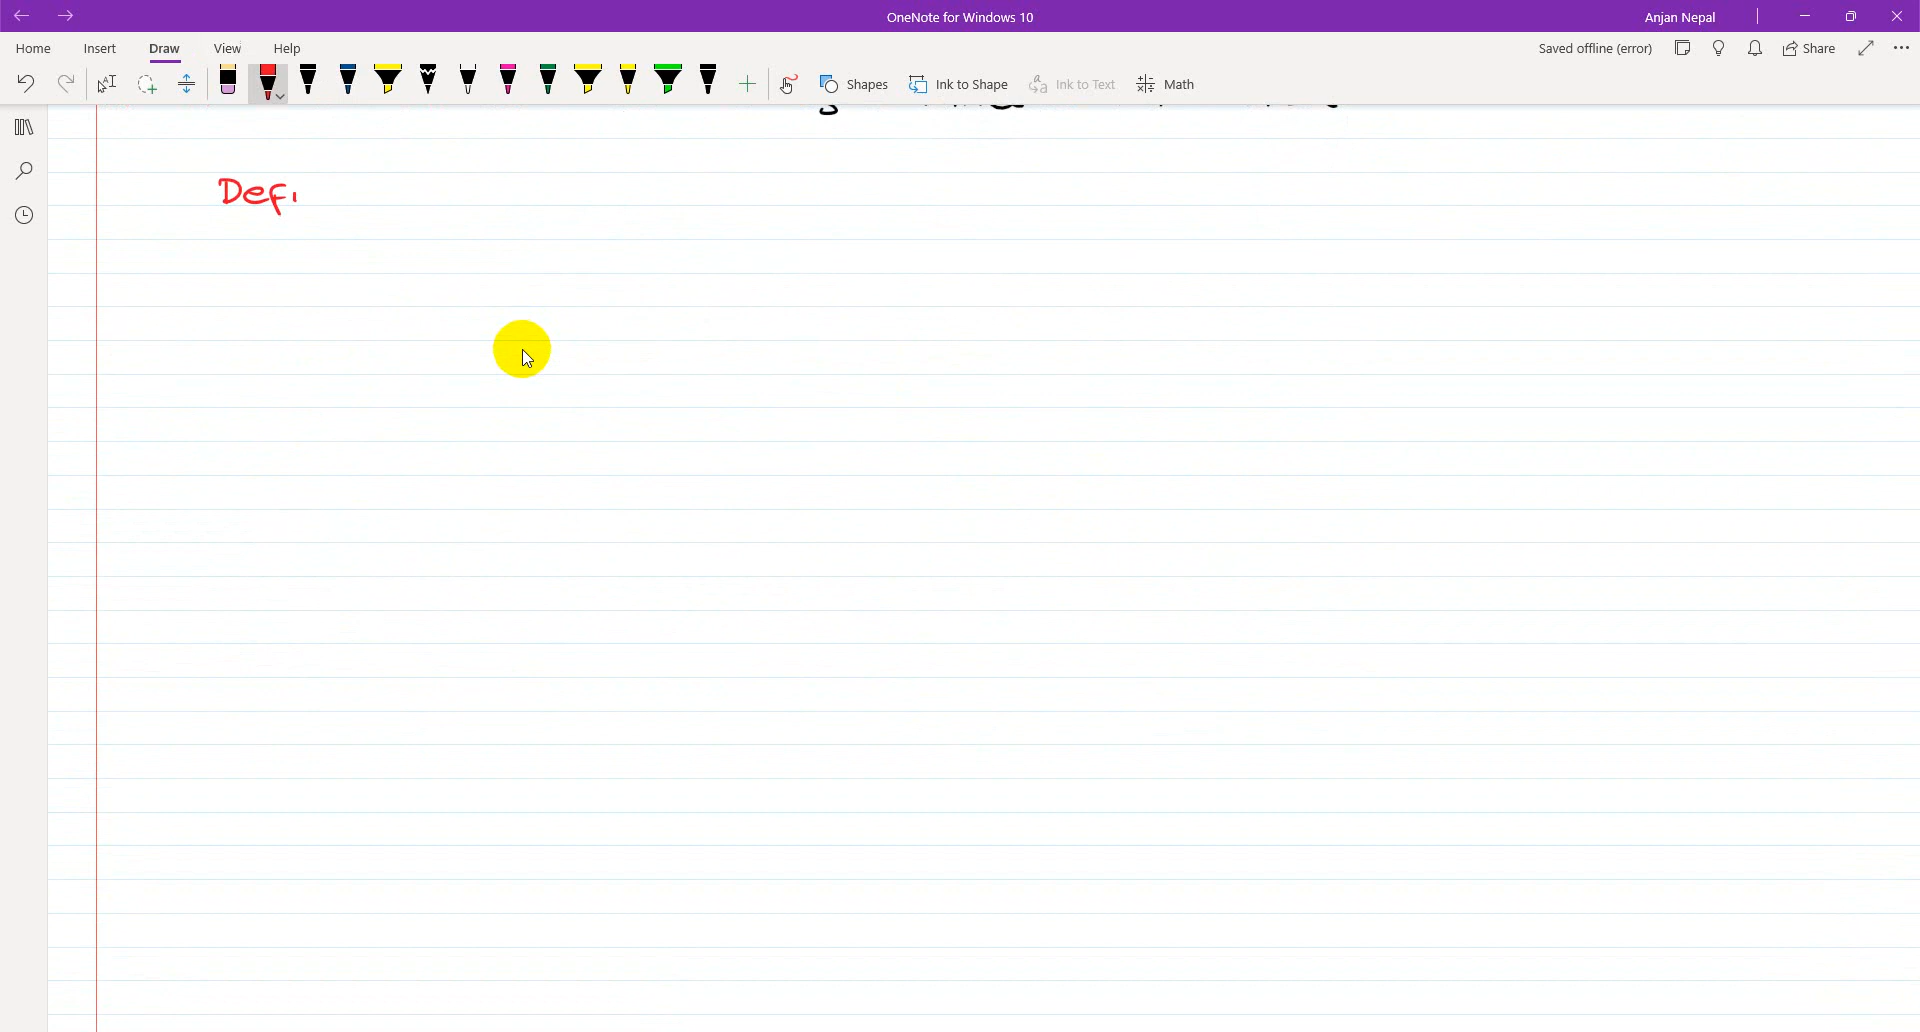 OneNote for Windows 10
Anjan Nepal
Home Insert Draw View Help
Saved offline (error) Share
Shapes Ink to Shape Ink to Text Math
Defi